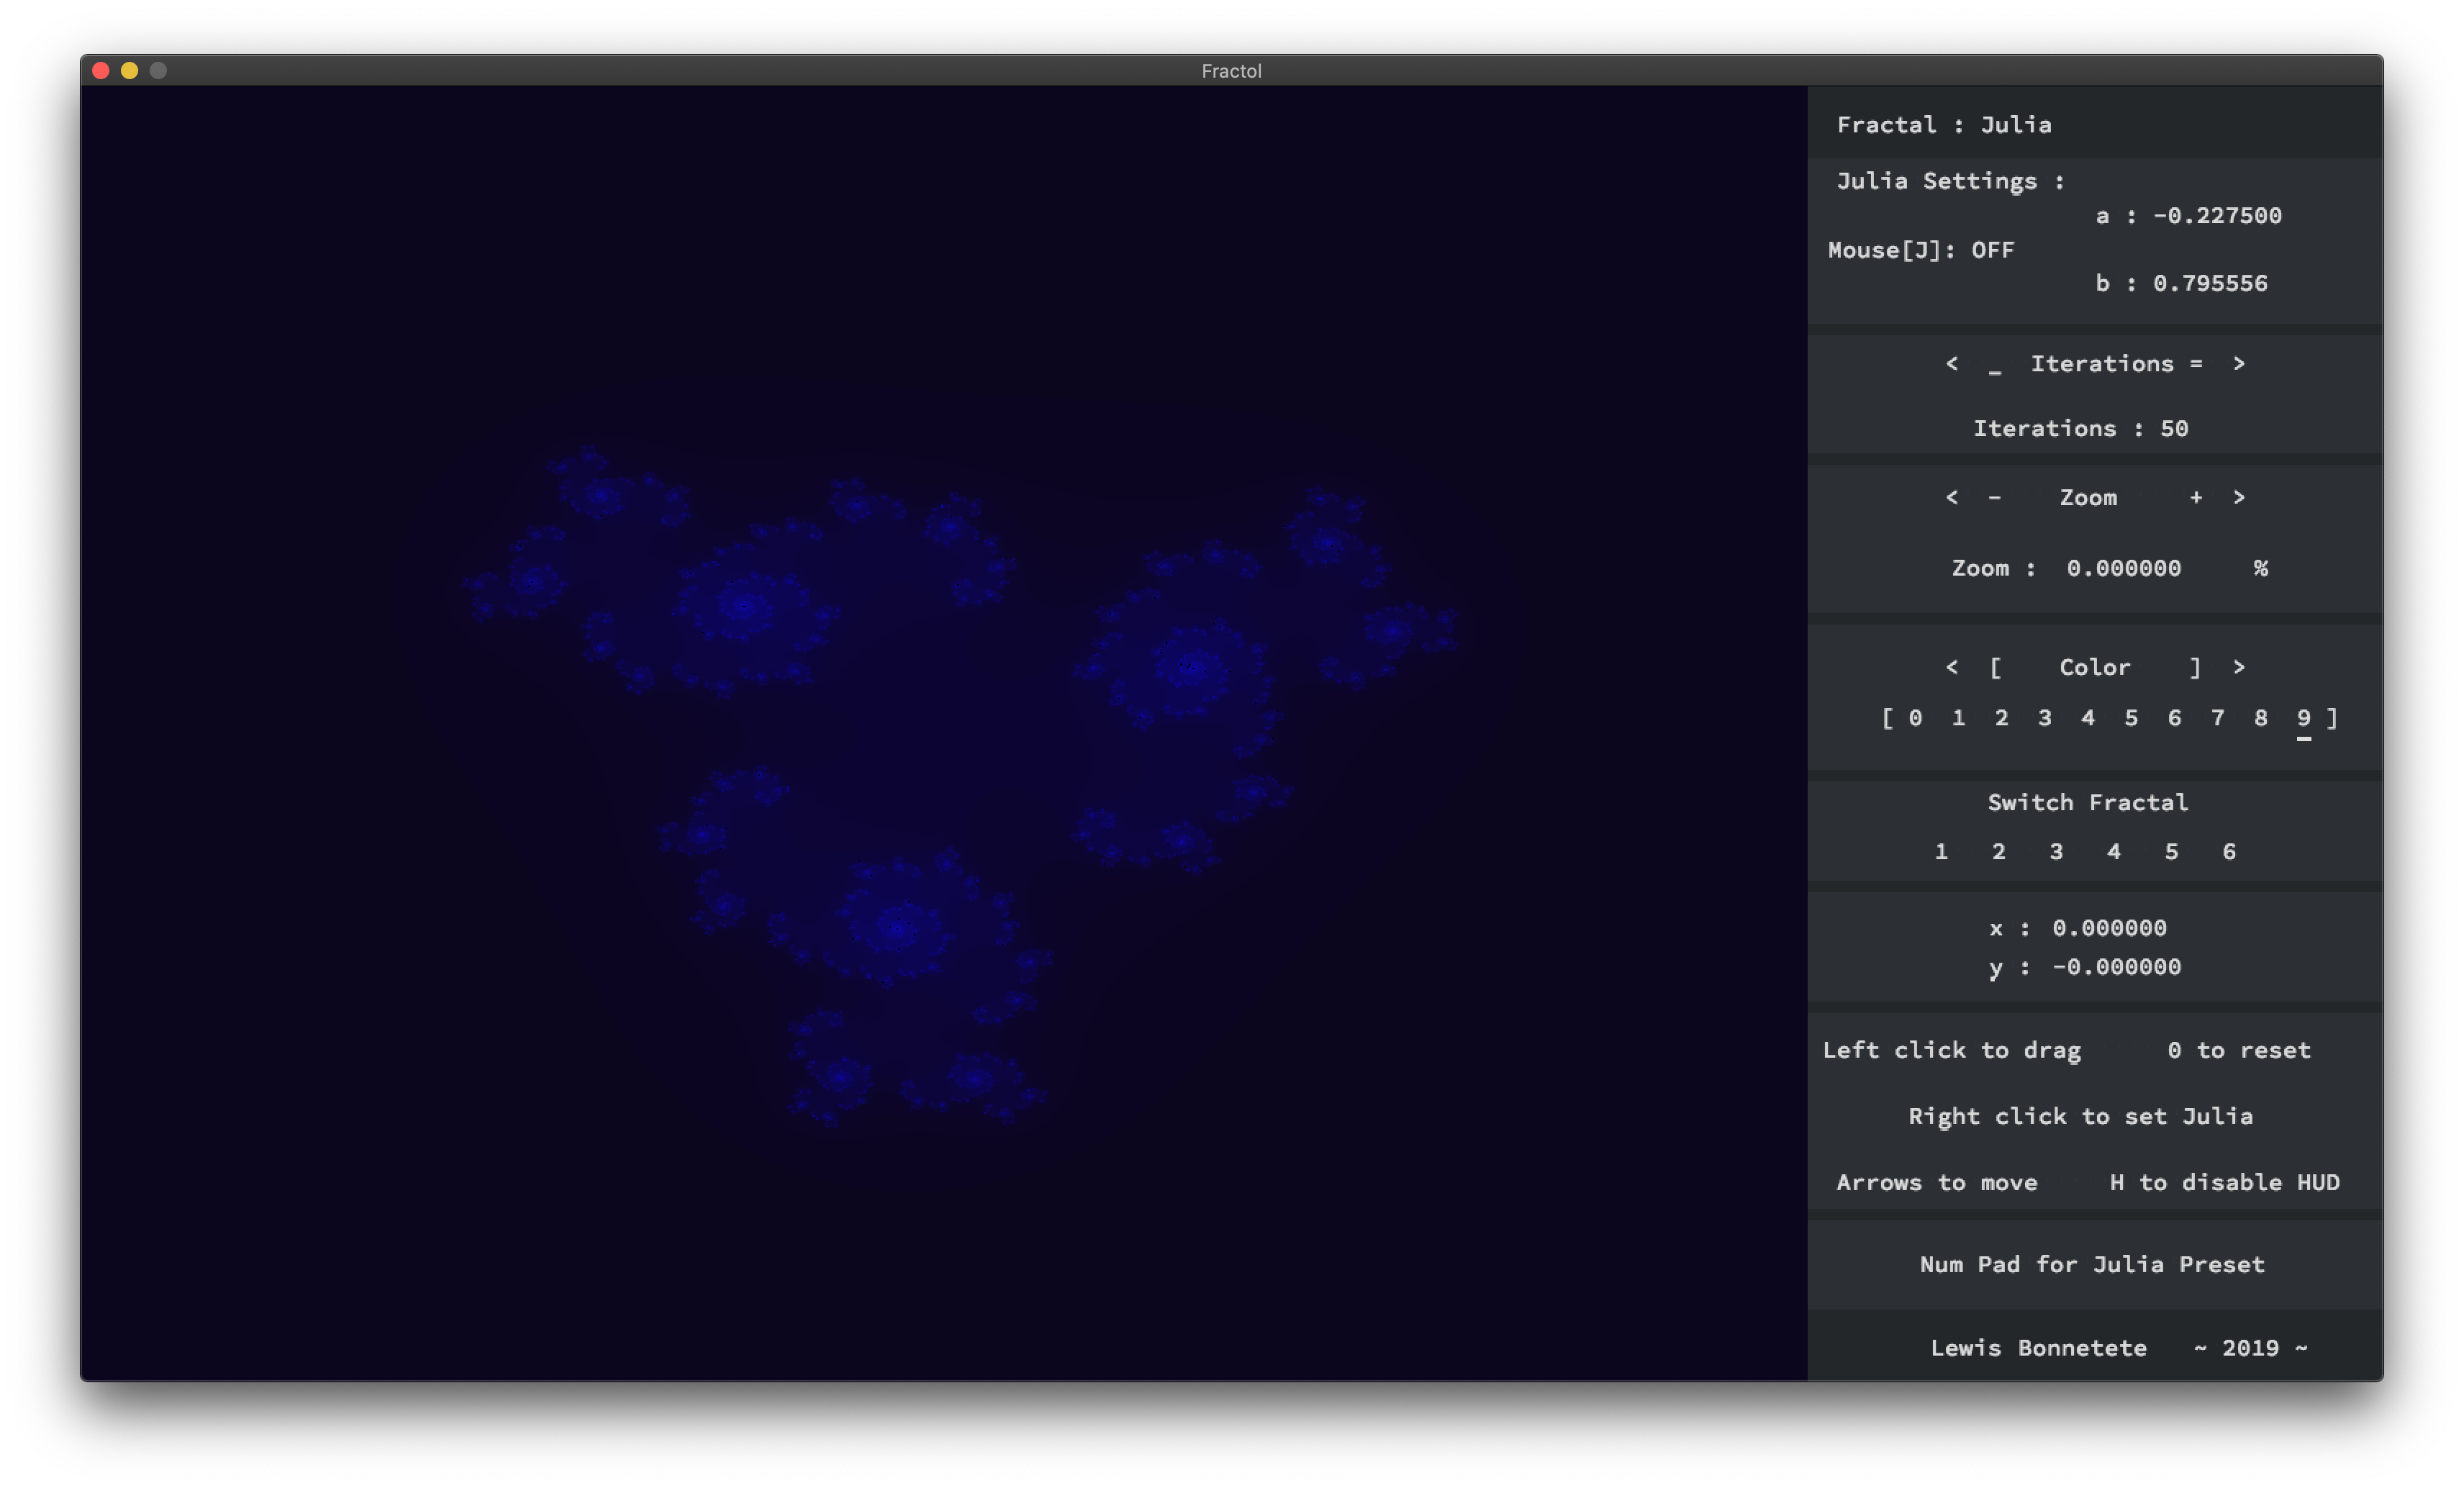 Fractol
Fractal : Julia
Julia Settings :
a : -0.227500
Mouse[J]: OFF
b : 0.795556
< _ Iterations = >
Iterations : 50
< - Zoom + >
Zoom : 0.000000 %
< [ Color ] >
[ 0 1 2 3 4 5 6 7 8 9 ]
Switch Fractal
1 2 3 4 5 6
x : 0.000000
y : -0.000000
Left click to drag 0 to reset
Right click to set Julia
Arrows to move H to disable HUD
Num Pad for Julia Preset
Lewis Bonnetete ~ 2019 ~